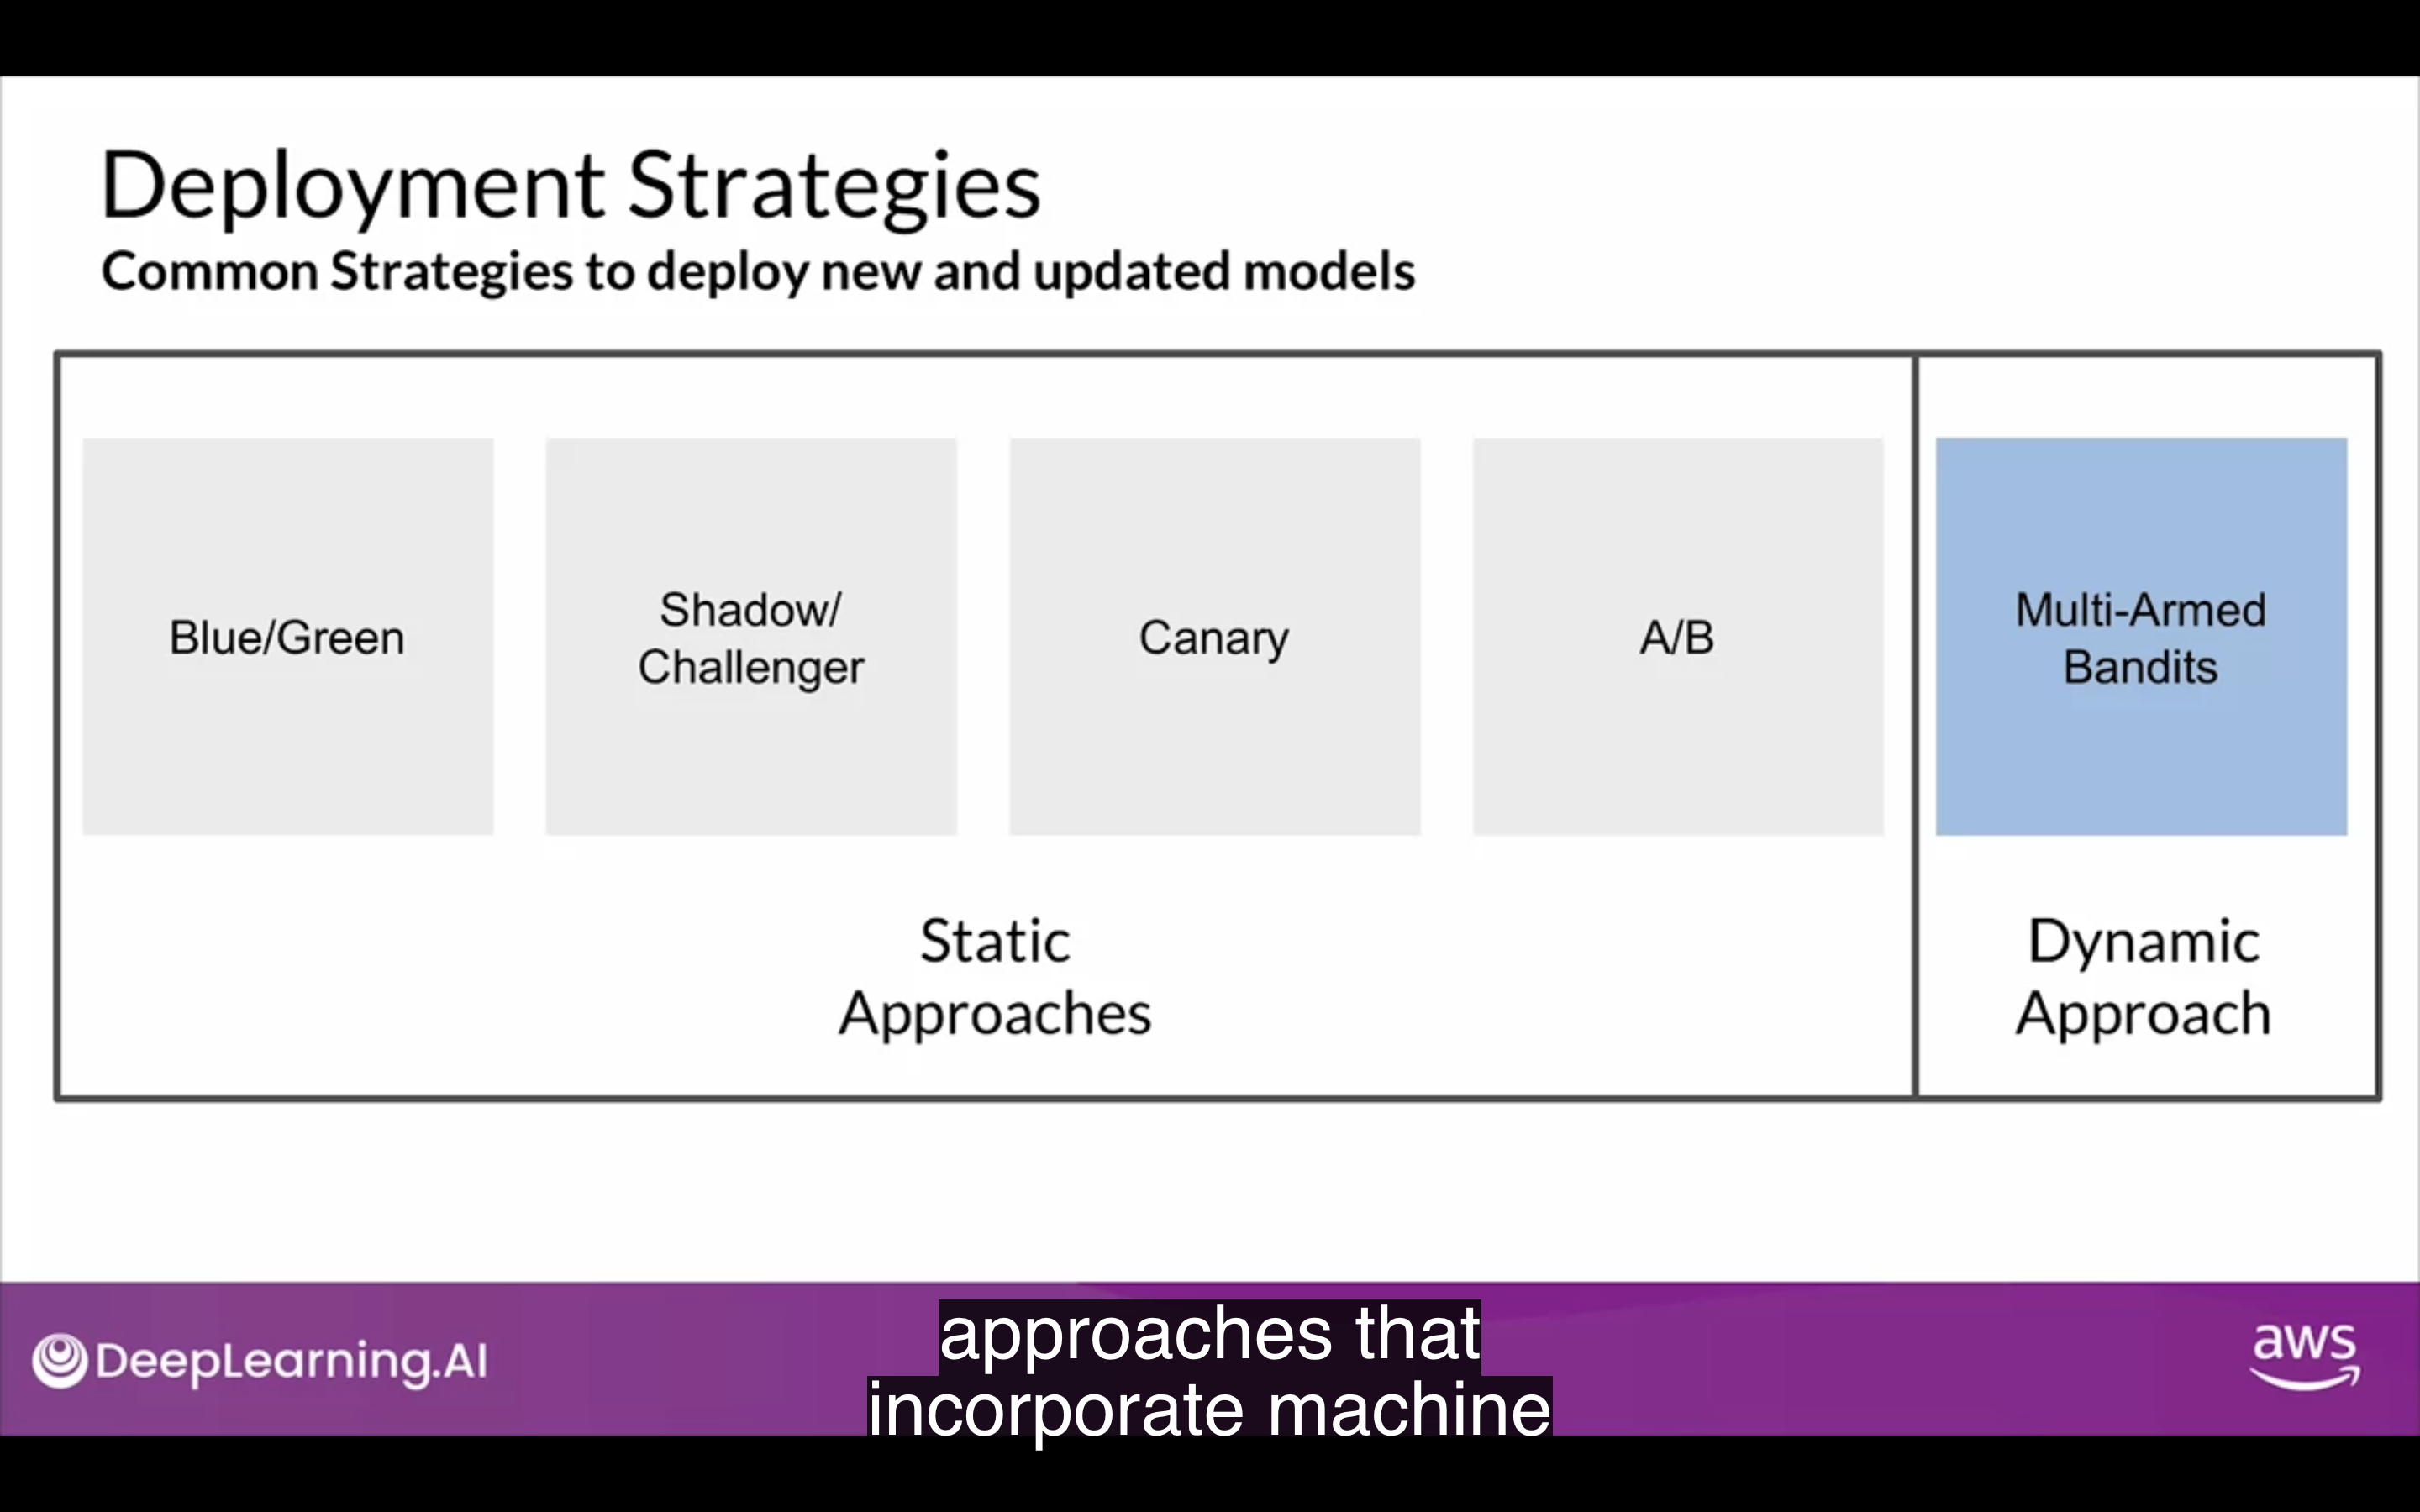 Deployment Strategies
Common Strategies to deploy new and updated models
Blue/Green
Shadow/
Challenger
Canary
A/B
Multi-Armed
Bandits
Static
Approaches
Dynamic
Approach
DeepLearning.AI
approaches that
incorporate machine
aws